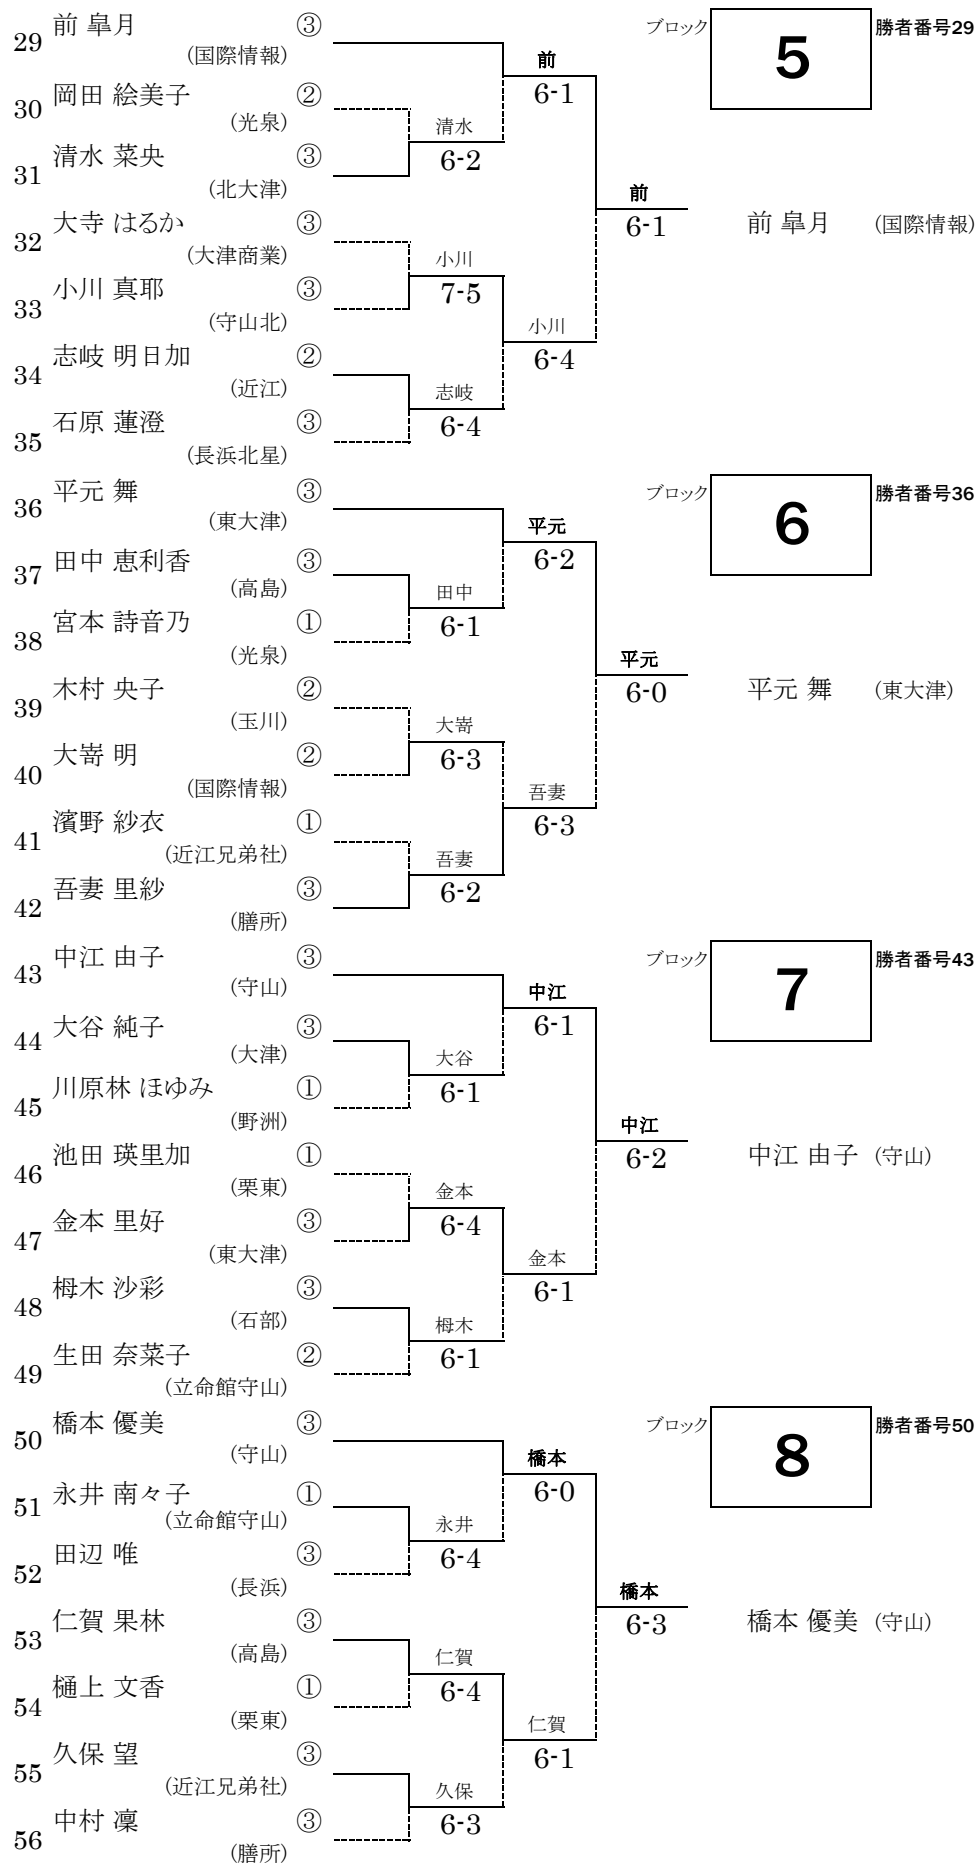 前 皐月 ③ ブロック 5 勝者番号29
29 (国際情報) 前
岡田 絵美子 ② 6-1
30 (光泉) 清水
清水 菜央 ③ 6-2
31 (北大津) 前
大寺 はるか ③ 6-1 前 皐月 (国際情報)
32 (大津商業) 小川
小川 真耶 ③ 7-5
33 (守山北) 小川
志岐 明日加 ② 6-4
34 (近江) 志岐
石原 蓮澄 ③ 6-4
35 (長浜北星)
平元 舞 ③ ブロック 6 勝者番号36
36 (東大津) 平元
田中 恵利香 ③ 6-2
37 (高島) 田中
宮本 詩音乃 ① 6-1
38 (光泉) 平元
木村 央子 ② 6-0 平元 舞 (東大津)
39 (玉川) 大嵜
大嵜 明 ② 6-3
40 (国際情報) 吾妻
濱野 紗衣 ① 6-3
41 (近江兄弟社) 吾妻
吾妻 里紗 ③ 6-2
42 (膳所)
中江 由子 ③ ブロック 7 勝者番号43
43 (守山) 中江
大谷 純子 ③ 6-1
44 (大津) 大谷
川原林 ほゆみ ① 6-1
45 (野洲) 中江
池田 瑛里加 ① 6-2 中江 由子 (守山)
46 (栗東) 金本
金本 里好 ③ 6-4
47 (東大津) 金本
栂木 沙彩 ③ 6-1
48 (石部) 栂木
生田 奈菜子 ② 6-1
49 (立命館守山)
橋本 優美 ③ ブロック 8 勝者番号50
50 (守山) 橋本
永井 南々子 ① 6-0
51 (立命館守山) 永井
田辺 唯 ③ 6-4
52 (長浜) 橋本
仁賀 果林 ③ 6-3 橋本 優美 (守山)
53 (高島) 仁賀
樋上 文香 ① 6-4
54 (栗東) 仁賀
久保 望 ③ 6-1
55 (近江兄弟社) 久保
中村 凜 ③ 6-3
56 (膳所)